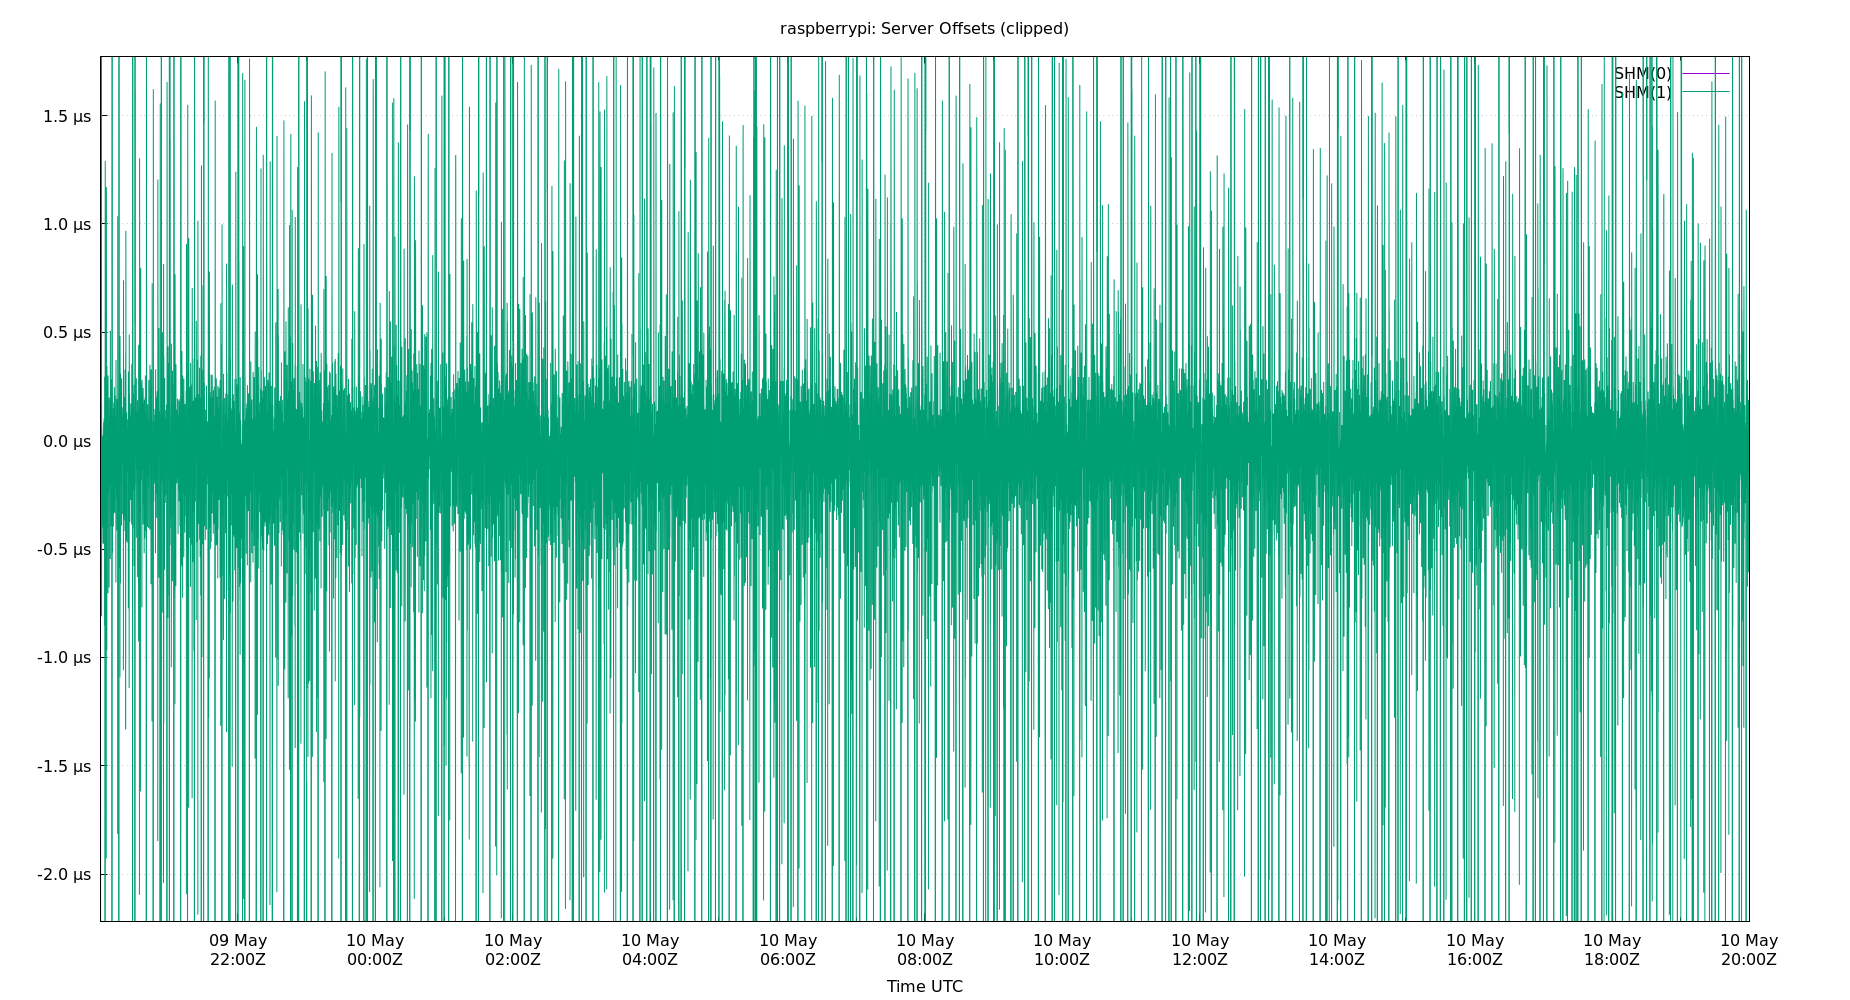 raspberrypi: Server Offsets (clipped)
SHM(0)
SHM(1)
1.5 µs
1.0 µs
0.5 µs
0.0 µs
-0.5 µs
-1.0 µs
-1.5 µs
-2.0 µs
09 May 10 May 10 May 10 May 10 May 10 May 10 May 10 May 10 May 10 May 10 May 10 May
22:00Z 00:00Z 02:00Z 04:00Z 06:00Z 08:00Z 10:00Z 12:00Z 14:00Z 16:00Z 18:00Z 20:00Z
Time UTC